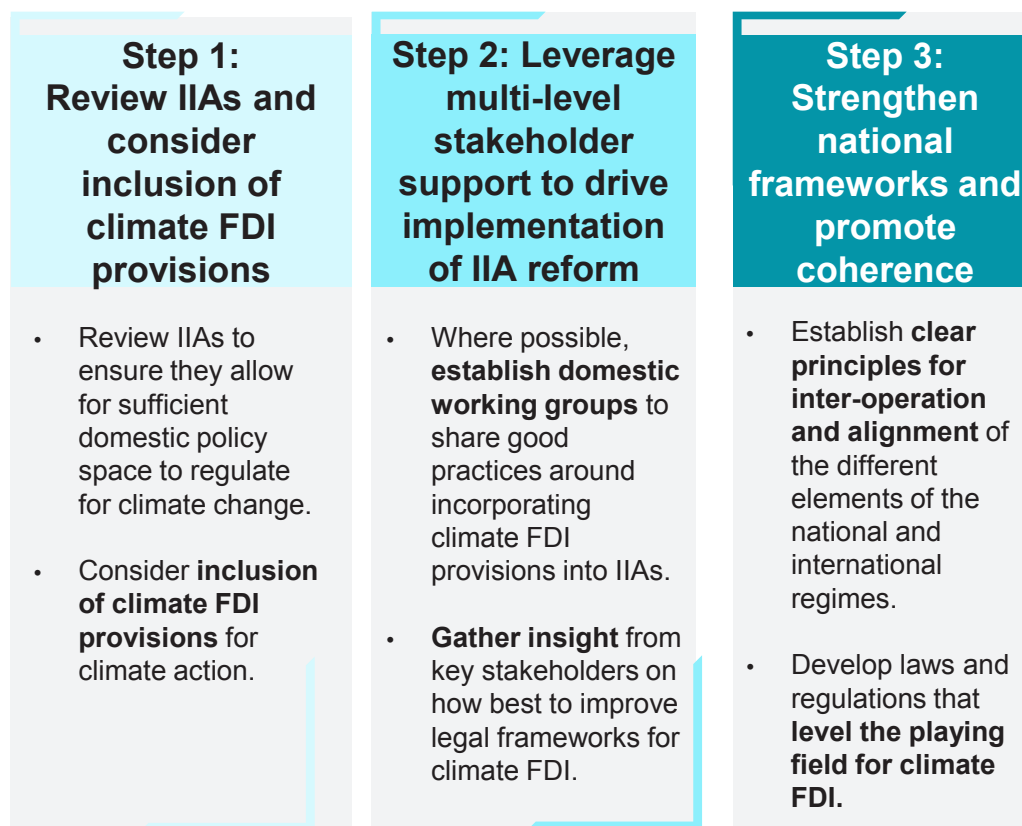 Step 1:
Review IIAs and
consider
inclusion of
climate FDI
provisions
• Review IIAs to
ensure they allow
for sufficient
domestic policy
space to regulate
for climate change.
• Consider inclusion
of climate FDI
provisions for
climate action.
Step 2: Leverage
multi-level
stakeholder
support to drive
implementation
of IIA reform
• Where possible,
establish domestic
working groups to
share good
practices around
incorporating
climate FDI
provisions into IIAs.
• Gather insight from
key stakeholders on
how best to improve
legal frameworks for
climate FDI.
Step 3:
Strengthen
national
frameworks and
promote
coherence
• Establish clear
principles for
inter-operation
and alignment of
the different
elements of the
national and
international
regimes.
• Develop laws and
regulations that
level the playing
field for climate
FDI.